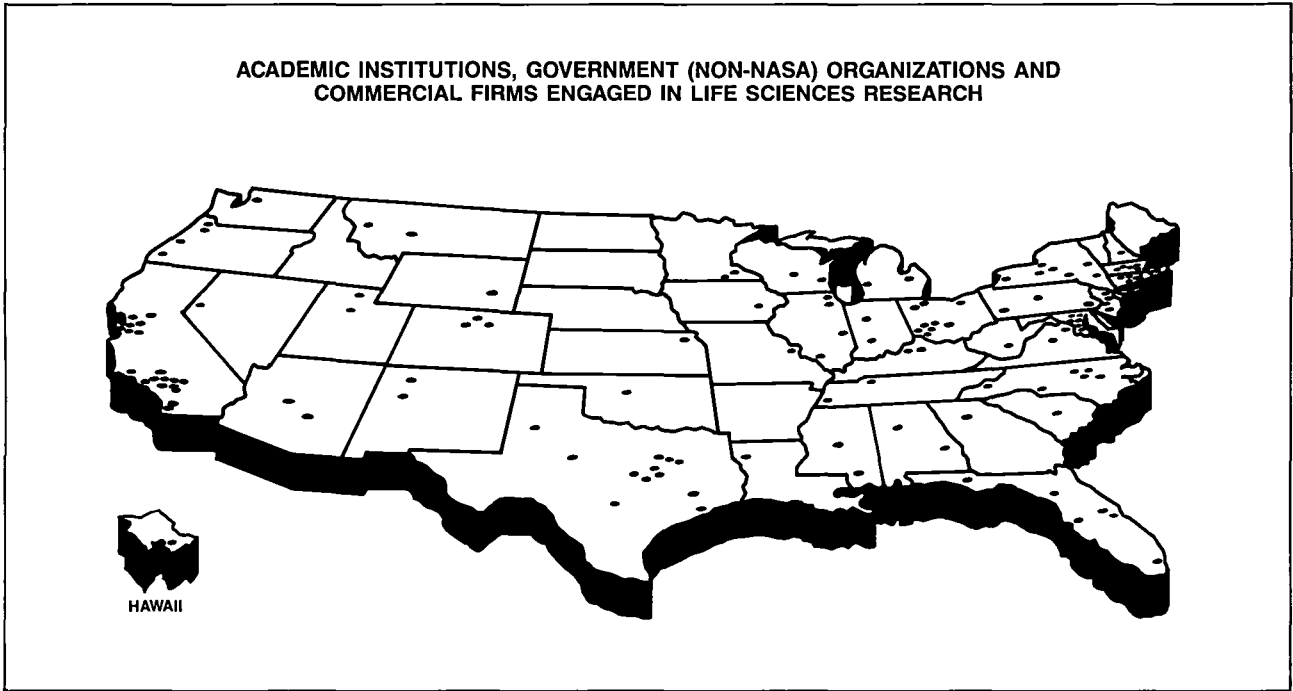 ACADEMIC INSTITUTIONS, GOVERNMENT (NON-NASA) ORGANIZATIONS AND
COMMERCIAL FIRMS ENGAGED IN LIFE SCIENCES RESEARCH
HAWAII